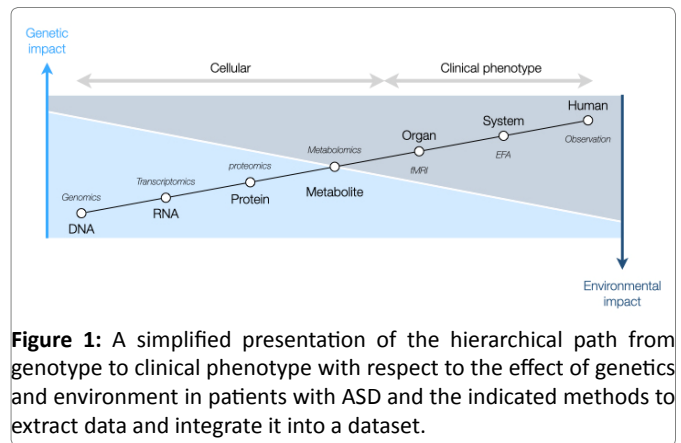 Genetic
impact
Cellular
Clinical phenotype
Human
System
Organ
Observation
Metabolomics
EFA
proteomics
fMRI
Transcriptomics
Metabolite
Genomics
Protein
RNA
DNA
Environmental
impact
Figure 1: A simplified presentation of the hierarchical path from
genotype to clinical phenotype with respect to the effect of genetics
and environment in patients with ASD and the indicated methods to
extract data and integrate it into a dataset.